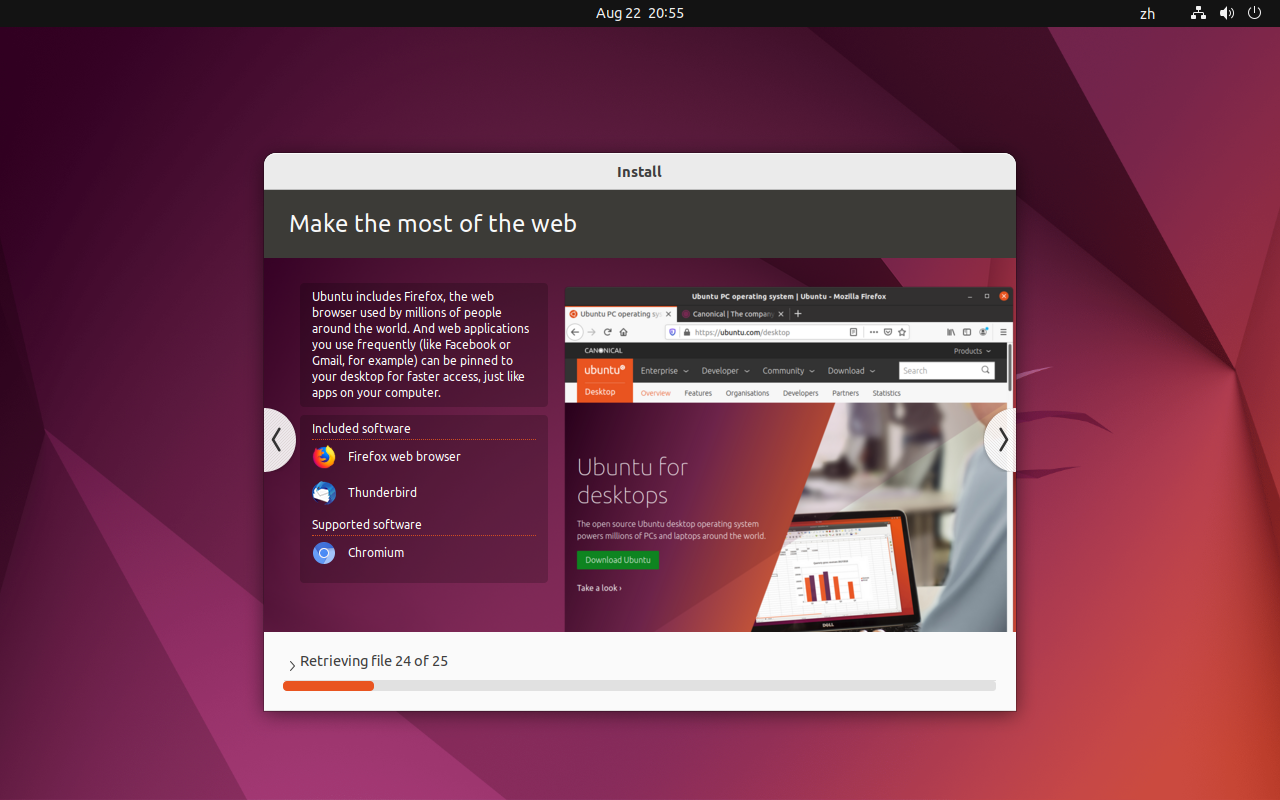 Aug 22 20:55
zh
Install
Make the most of the web
Ubuntu includes Firefox, the web
browser used by millions of people
around the world. And web applications
you use frequently (like Facebook or
Gmail, for example) can be pinned to
your desktop for faster access, just like
apps on your computer.
Included software
Firefox web browser
Thunderbird
Supported software
Chromium
Ubuntu PC operating system | Ubuntu - Mozilla Firefox
Ubuntu PC operating sy
Canonical | The company
https://ubuntu.com/desktop
CANONICAL
Products
ubuntu®
Enterprise
Developer
Community
Download
Search
Desktop
Overview
Features
Organisations
Developers
Partners
Statistics
Ubuntu for
desktops
The open source Ubuntu desktop operating system
powers millions of PCs and laptops around the world.
Download Ubuntu
Take a look ›
DELL
Retrieving file 24 of 25